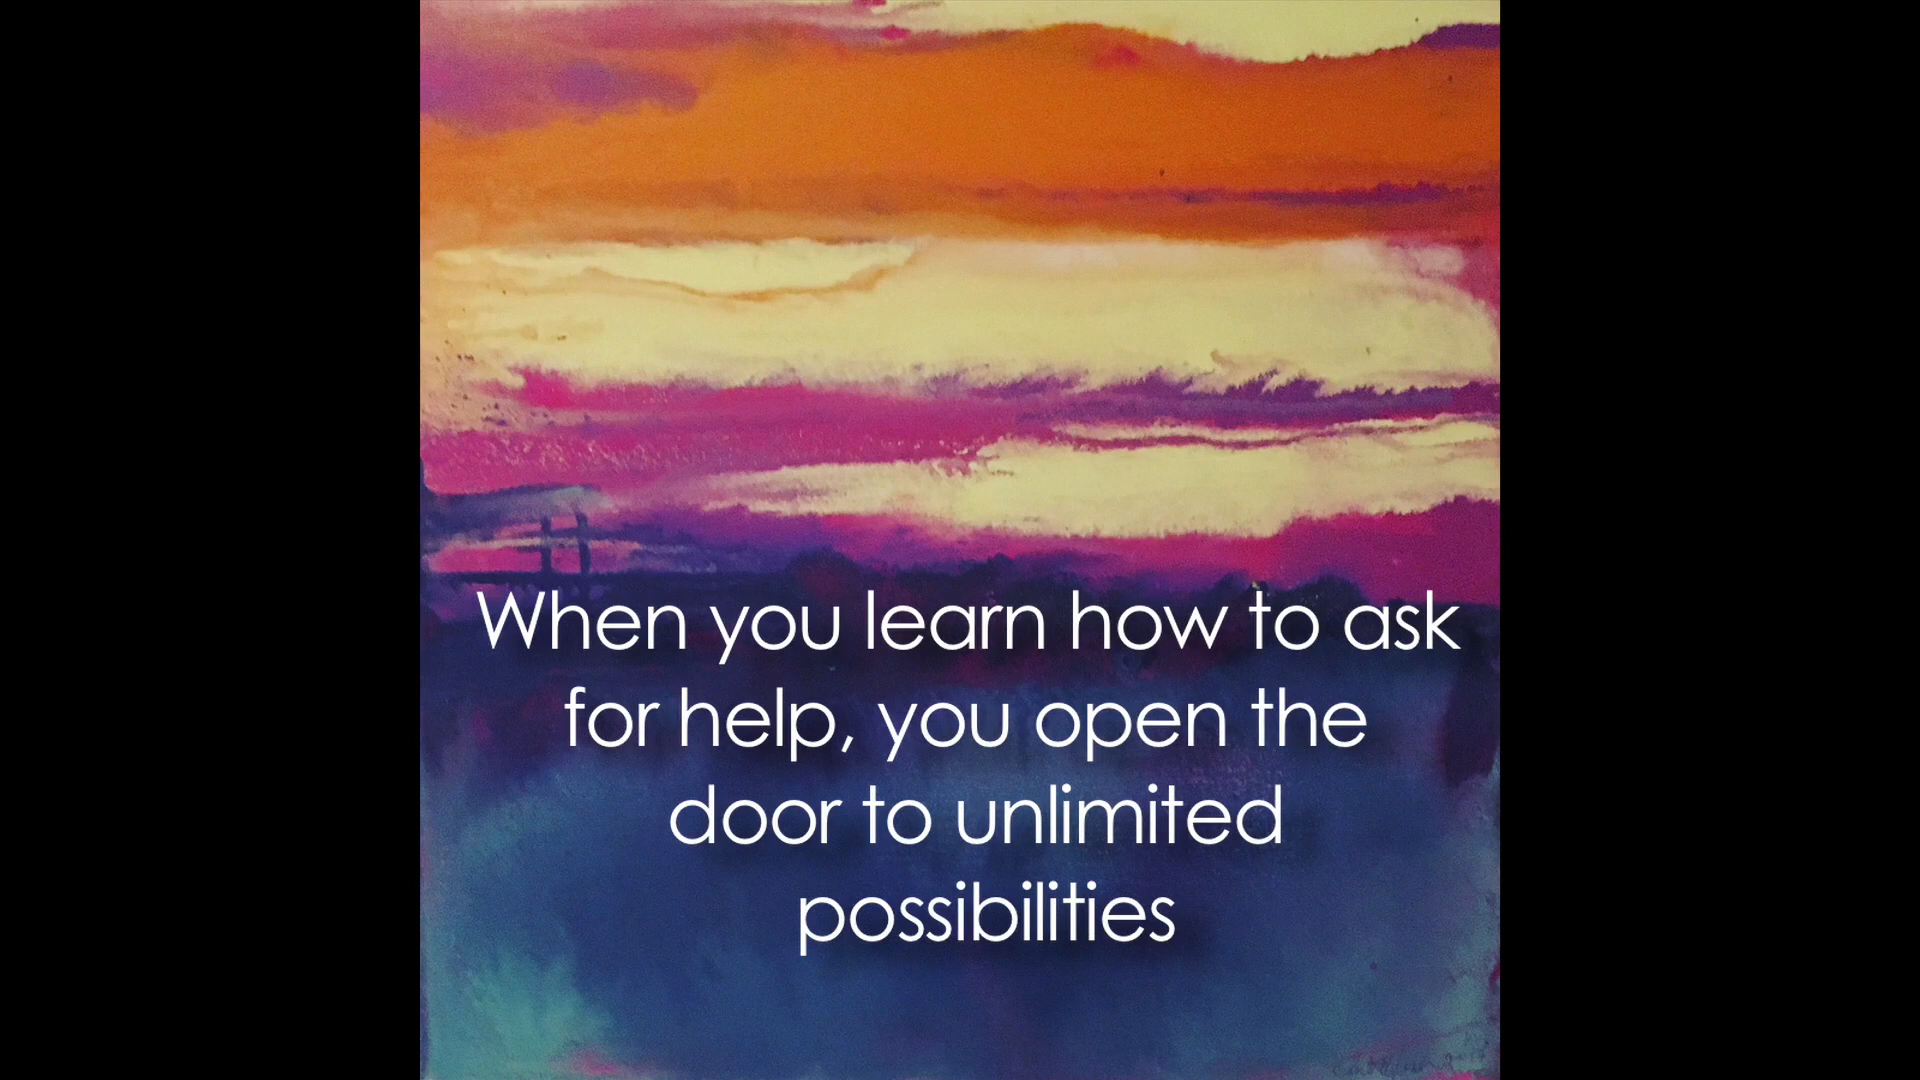 When you learn how to ask
for help, you open the
door to unlimited
possibilities